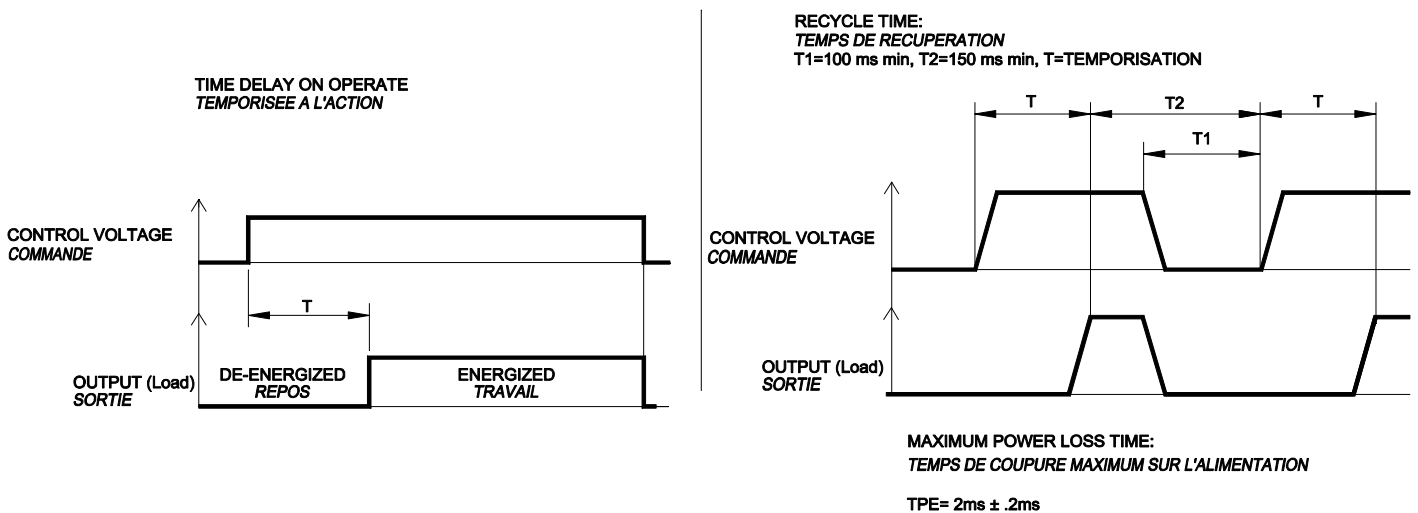 TIME DELAY ON OPERATE
TEMPORISEE A L'ACTION
CONTROL VOLTAGE
COMMANDE
T
OUTPUT (Load)
SORTIE
DE-ENERGIZED
REPOS
ENERGIZED
TRAVAIL
RECYCLE TIME:
TEMPS DE RECUPERATION
T1=100 ms min, T2=150 ms min, T=TEMPORISATION
T
T2
T
T1
CONTROL VOLTAGE
COMMANDE
OUTPUT (Load)
SORTIE
MAXIMUM POWER LOSS TIME:
TEMPS DE COUPURE MAXIMUM SUR L'ALIMENTATION
TPE= 2ms ± .2ms